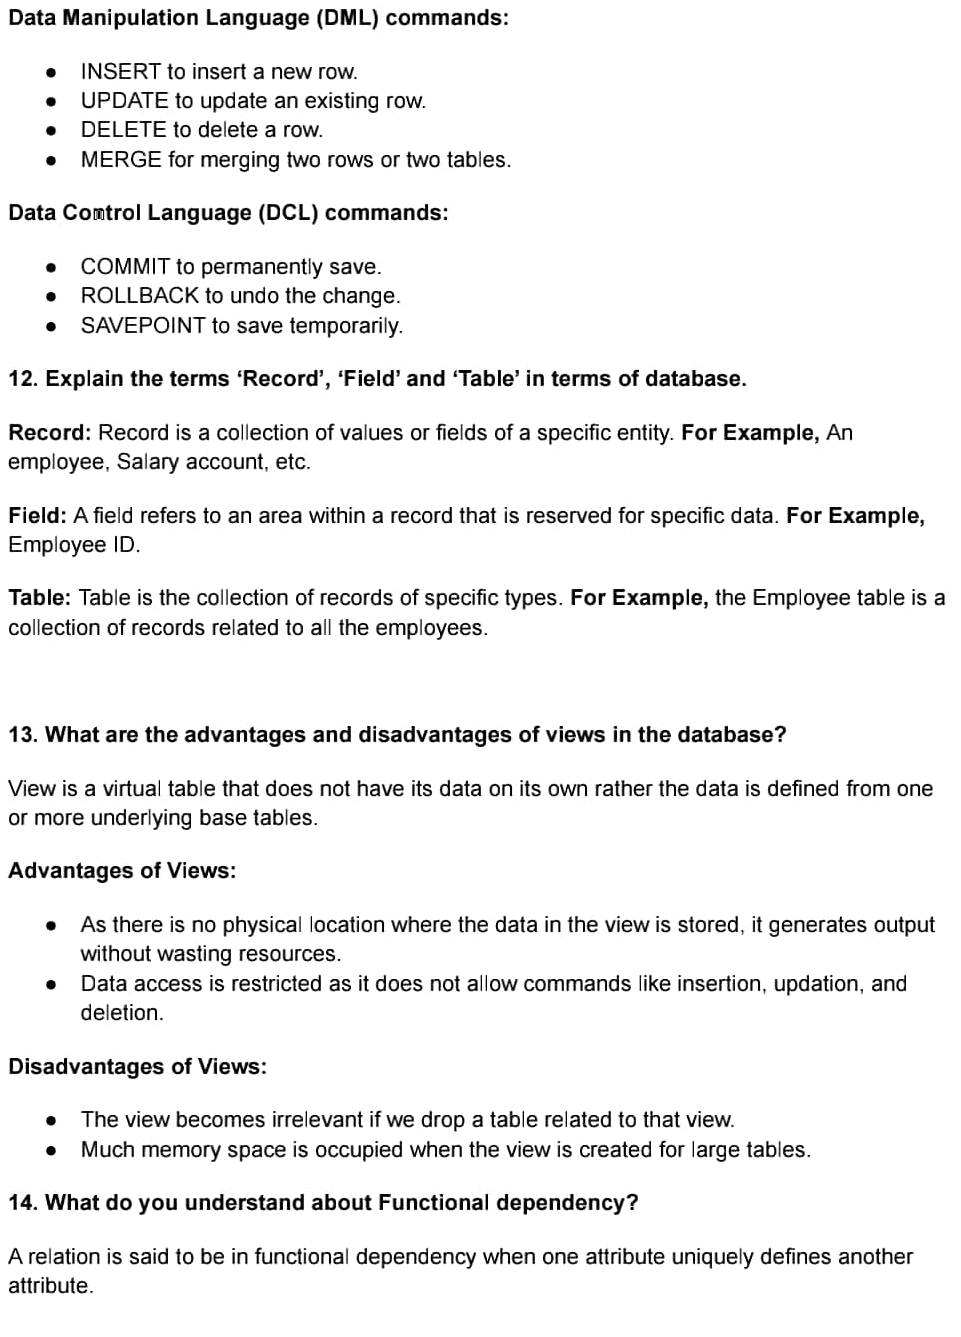 Data Manipulation Language (DML) commands:
● INSERT to insert a new row.
● UPDATE to update an existing row.
● DELETE to delete a row.
● MERGE for merging two rows or two tables.
Data Control Language (DCL) commands:
● COMMIT to permanently save.
● ROLLBACK to undo the change.
● SAVEPOINT to save temporarily.
12. Explain the terms ‘Record’, ‘Field’ and ‘Table’ in terms of database.
Record: Record is a collection of values or fields of a specific entity. For Example, An
employee, Salary account, etc.
Field: A field refers to an area within a record that is reserved for specific data. For Example,
Employee ID.
Table: Table is the collection of records of specific types. For Example, the Employee table is a
collection of records related to all the employees.
13. What are the advantages and disadvantages of views in the database?
View is a virtual table that does not have its data on its own rather the data is defined from one
or more underlying base tables.
Advantages of Views:
● As there is no physical location where the data in the view is stored, it generates output
without wasting resources.
● Data access is restricted as it does not allow commands like insertion, updation, and
deletion.
Disadvantages of Views:
● The view becomes irrelevant if we drop a table related to that view.
● Much memory space is occupied when the view is created for large tables.
14. What do you understand about Functional dependency?
A relation is said to be in functional dependency when one attribute uniquely defines another
attribute.